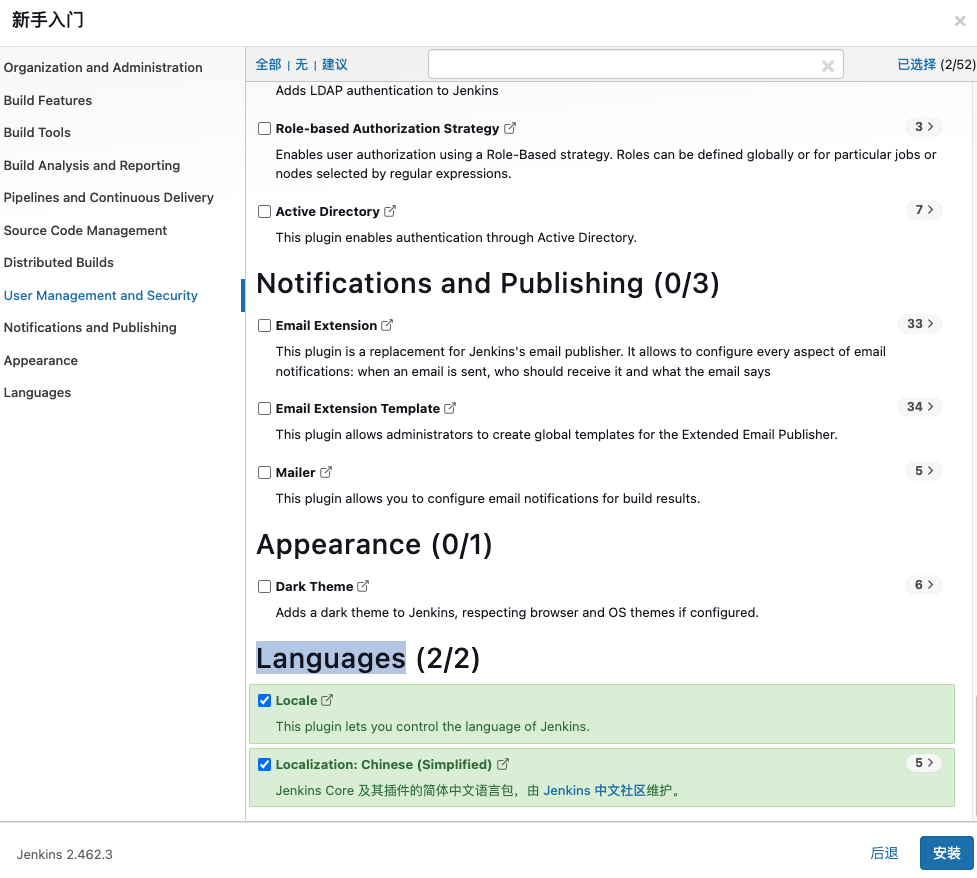 新手入门
Organization and Administration
Build Features
Build Tools
Build Analysis and Reporting
Pipelines and Continuous Delivery
Source Code Management
Distributed Builds
User Management and Security
Notifications and Publishing
Appearance
Languages
全部 | 无 | 建议
已选择 (2/52)
Adds LDAP authentication to Jenkins
Role-based Authorization Strategy 3 >
Enables user authorization using a Role-Based strategy. Roles can be defined globally or for particular jobs or
nodes selected by regular expressions.
Active Directory 7 >
This plugin enables authentication through Active Directory.
Notifications and Publishing (0/3)
Email Extension 33 >
This plugin is a replacement for Jenkins's email publisher. It allows to configure every aspect of email
notifications: when an email is sent, who should receive it and what the email says
Email Extension Template 34 >
This plugin allows administrators to create global templates for the Extended Email Publisher.
Mailer 5 >
This plugin allows you to configure email notifications for build results.
Appearance (0/1)
Dark Theme 6 >
Adds a dark theme to Jenkins, respecting browser and OS themes if configured.
Languages (2/2)
Locale
This plugin lets you control the language of Jenkins.
Localization: Chinese (Simplified) 5 >
Jenkins Core 及其插件的简体中文语言包，由 Jenkins 中文社区维护。
Jenkins 2.462.3
后退
安装